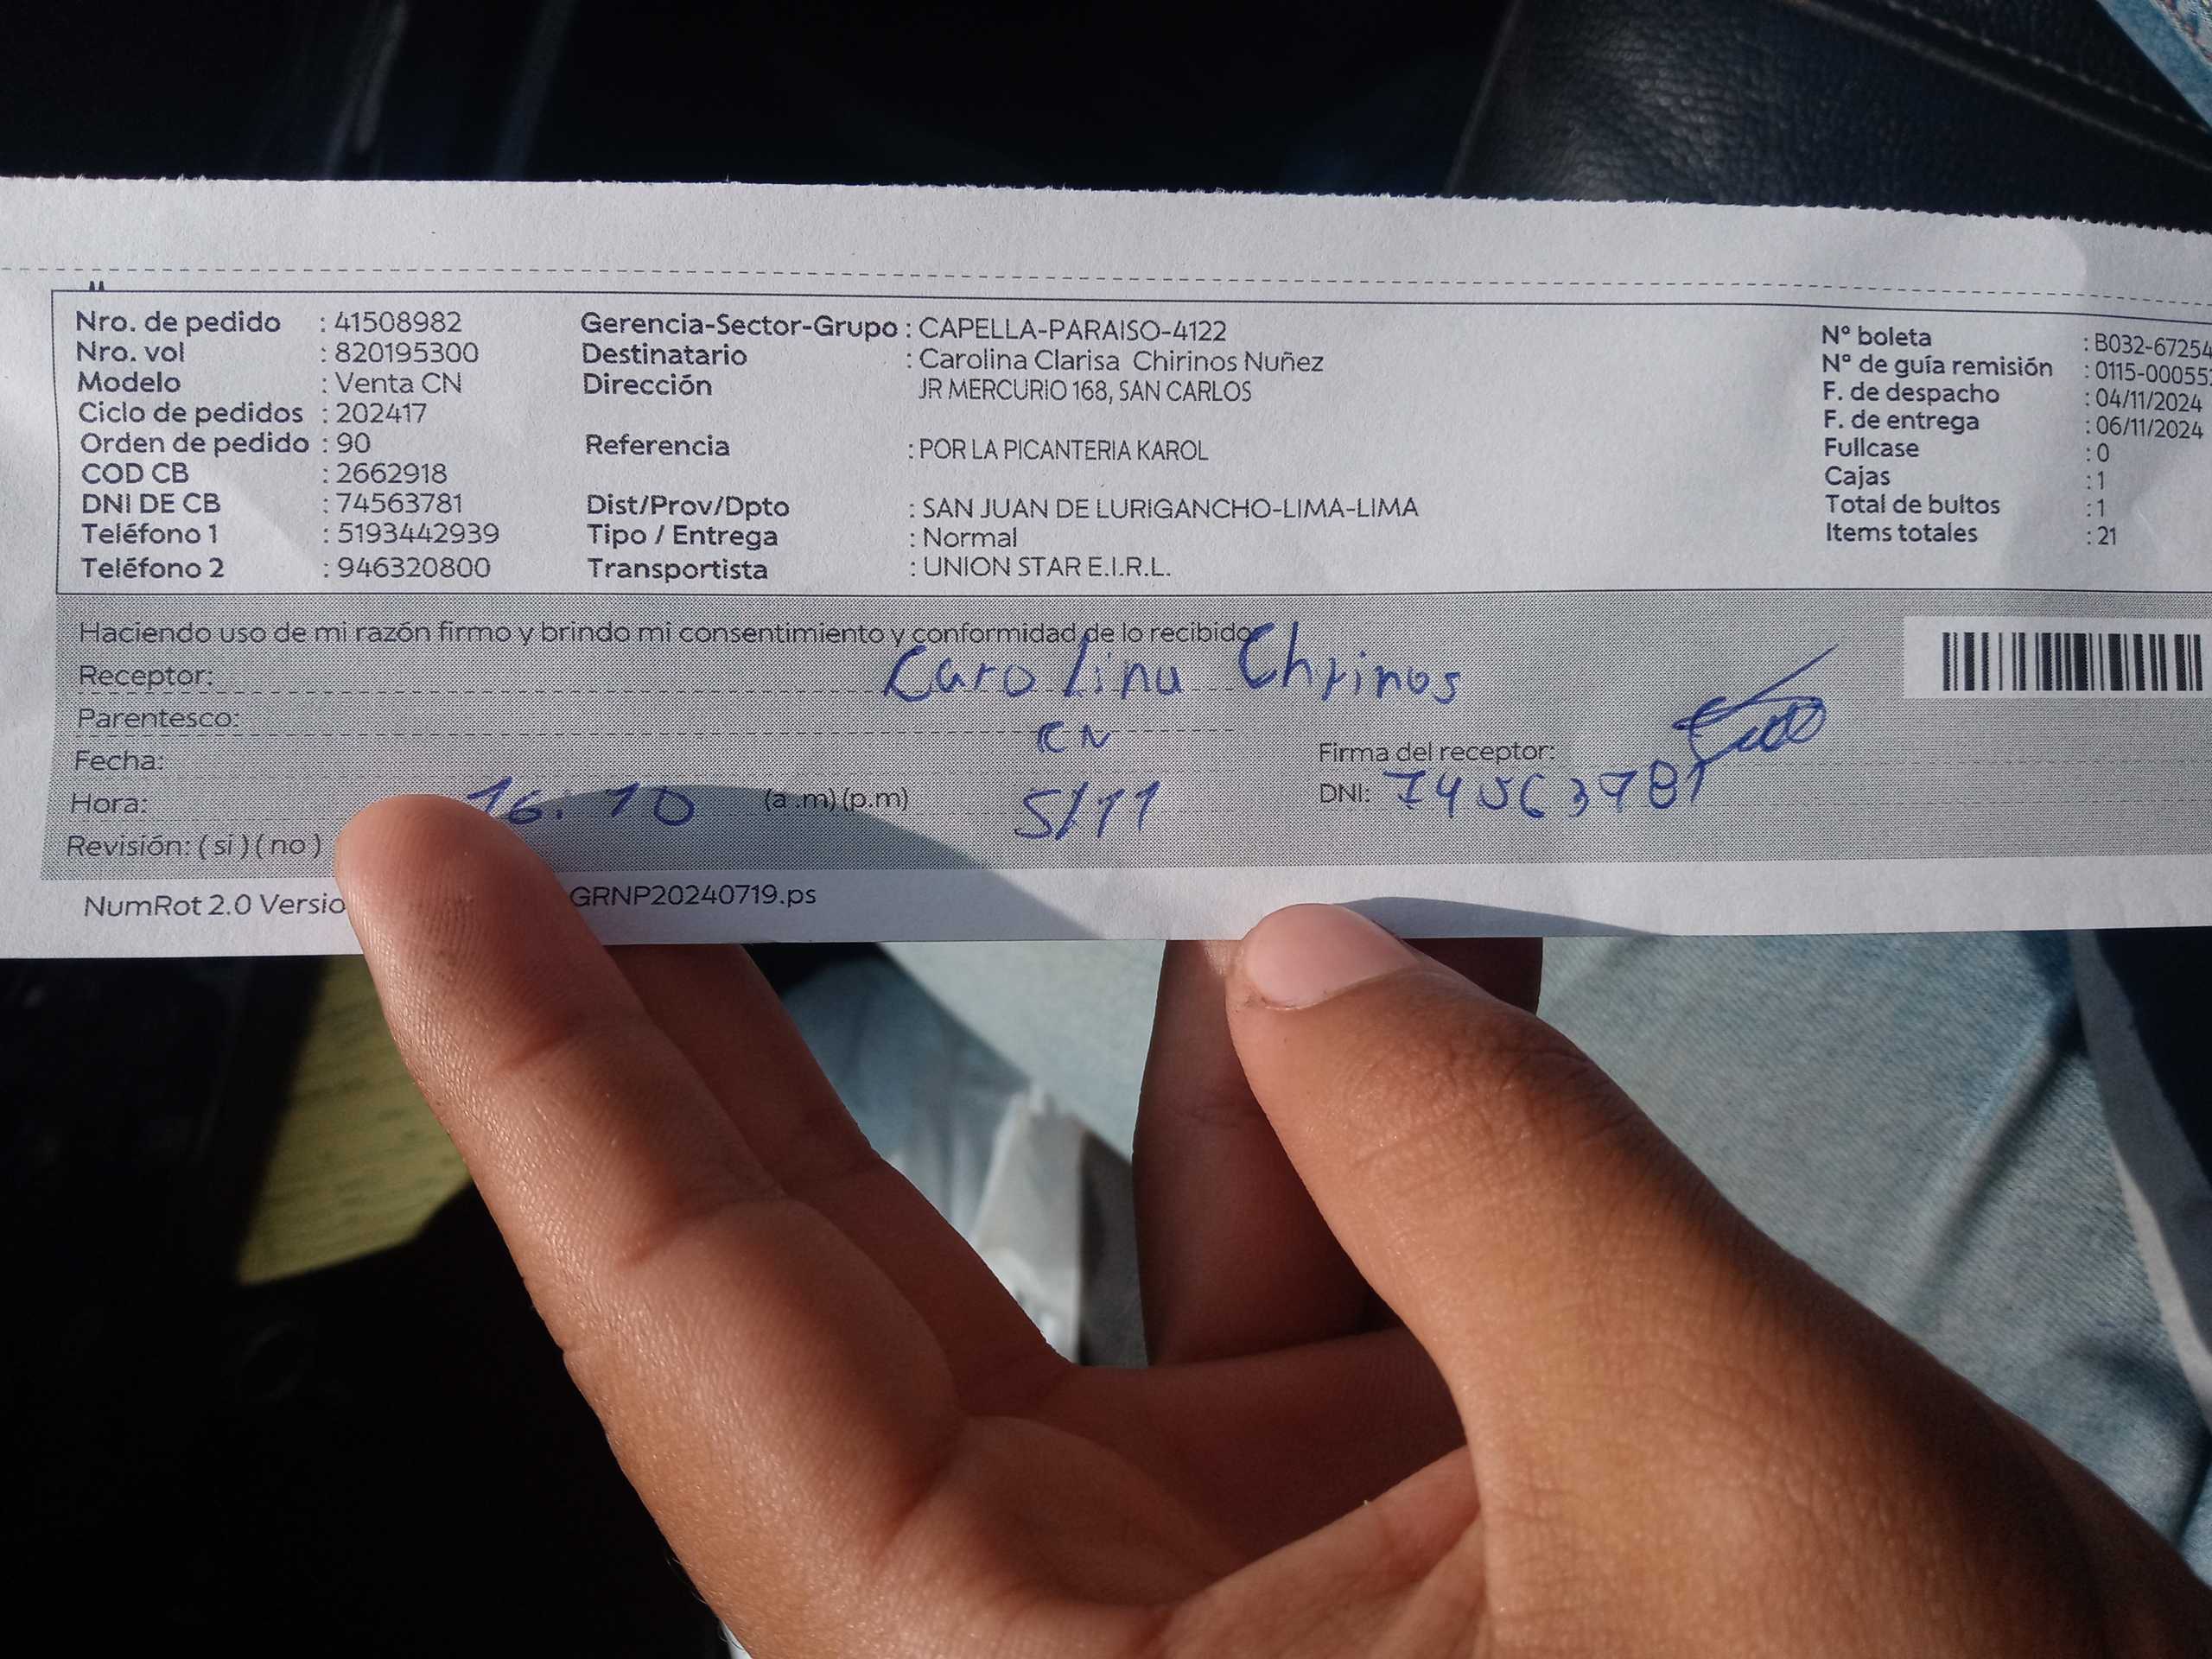 Nro. de pedido : 41508982
Nro. vol : 820195300
Modelo : Venta CN
Ciclo de pedidos : 202417
Orden de pedido : 90
COD CB : 2662918
DNI DE CB : 74563781
Teléfono 1 : 5193442939
Teléfono 2 : 946320800
Gerencia-Sector-Grupo : CAPELLA-PARAISO-4122
Destinatario : Carolina Clarisa Chirinos Nuñez
Dirección JR MERCURIO 168, SAN CARLOS
Referencia : POR LA PICANTERIA KAROL
Dist/Prov/Dpto : SAN JUAN DE LURIGANCHO-LIMA-LIMA
Tipo / Entrega : Normal
Transportista : UNION STAR E.I.R.L.
N° boleta : B032-67254
N° de guía remisión : 0115-00055
F. de despacho : 04/11/2024
F. de entrega : 06/11/2024
Fullcase : 0
Cajas : 1
Total de bultos : 1
Items totales : 21
Haciendo uso de mi razón firmo y brindo mi consentimiento y conformidad de lo recibido
Receptor: Carolina Chrinos
Parentesco: CN
Fecha: 5/11
Hora: 16:10 (a .m) (p.m)
Revisión: ( si ) ( no )
Firma del receptor:
DNI: 74563781
NumRot 2.0 Versio GRNP20240719.ps